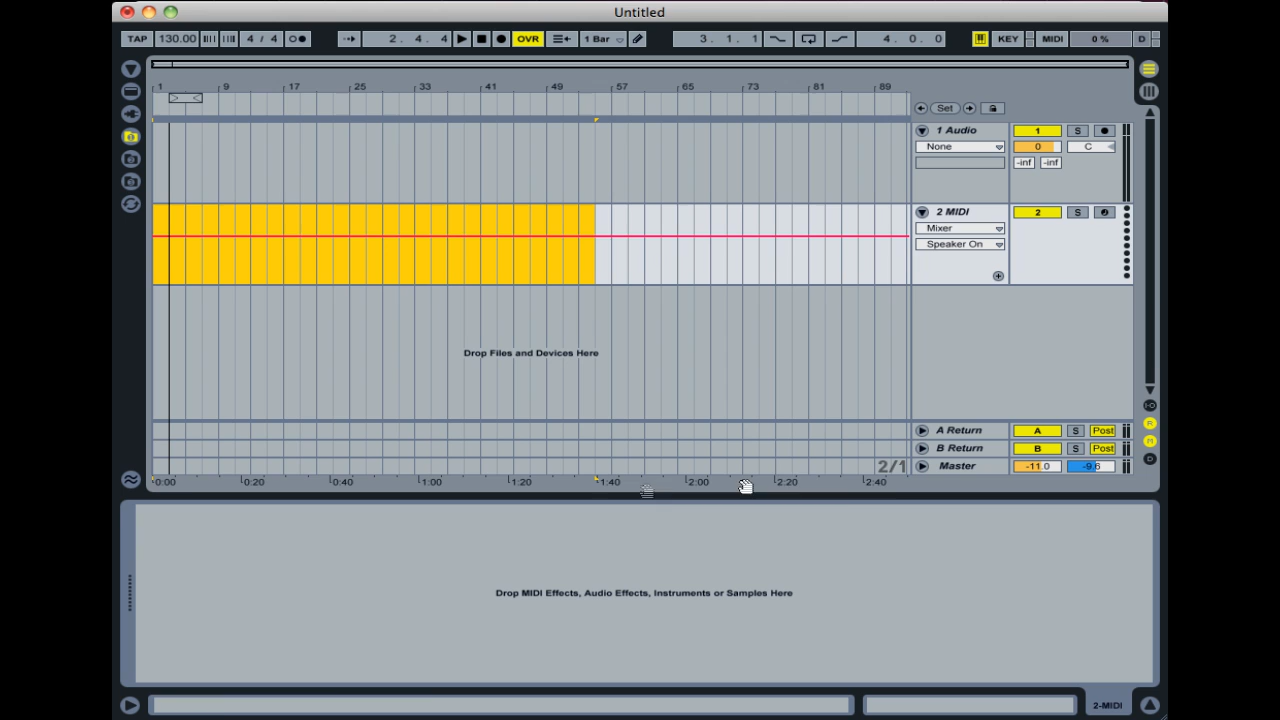 Untitled
TAP 130.00 4 / 4 2. 4. 4 OVR 1 Bar 3. 1. 1 4. 0. 0 KEY MIDI 0 % D
1 9 17 25 33 41 49 57 65 73 81 89
Set
1 Audio 1 S
None 0 C
-inf -inf
2 MIDI 2 S
Mixer
Speaker On
Drop Files and Devices Here
A Return A S Post
B Return B S Post
2/1 Master -11.0 -9.6
0:00 0:20 0:40 1:00 1:20 1:40 2:00 2:20 2:40
R
M
D
Drop MIDI Effects, Audio Effects, Instruments or Samples Here
2-MIDI